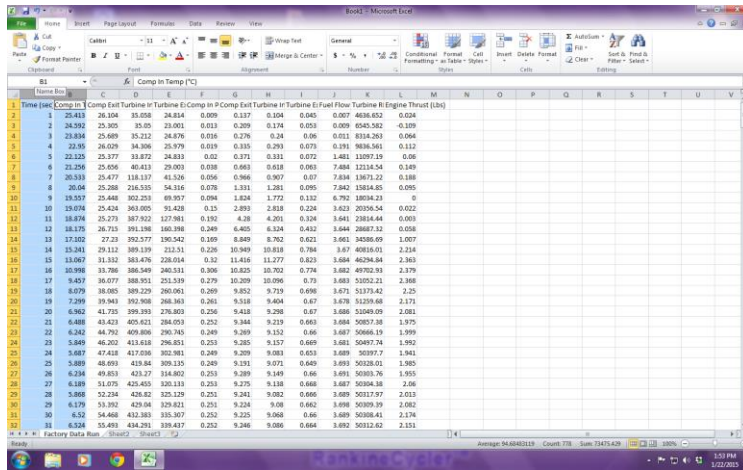 Book1 - Microsoft Excel
File Home Insert Page Layout Formulas Data Review View
Cut
Copy
Format Painter
Paste
Clipboard
Calibri 11
B I U
Font
Wrap Text
Merge & Center
Alignment
General
$ % ,
Number
Conditional Formatting Format as Table Cell Styles
Styles
Insert Delete Format
Cells
AutoSum
Fill
Clear
Sort & Filter Find & Select
Editing
B1 fx Comp In Temp (°C)
Name Box
A B C D E F G H I J K L M N O P Q R S T U V
1 Time (sec Comp In T Comp Exit Turbine Ir Turbine E: Comp In P Comp Exit Turbine Ir Turbine E: Fuel Flow Turbine RI Engine Thrust (Lbs)
2 1 25.413 26.104 35.058 24.814 0.009 0.137 0.104 0.045 0.007 4636.652 0.024
3 2 24.592 25.305 35.05 23.001 0.013 0.209 0.174 0.053 0.009 6545.582 -0.109
4 3 23.834 25.689 35.212 24.876 0.016 0.276 0.24 0.06 0.011 8314.263 0.064
5 4 22.95 26.029 34.306 25.979 0.019 0.335 0.293 0.073 0.191 9836.561 0.112
6 5 22.125 25.377 33.872 24.833 0.02 0.371 0.331 0.072 1.481 11097.19 0.06
7 6 21.256 25.656 40.413 29.003 0.038 0.663 0.618 0.063 7.484 12114.54 0.149
8 7 20.533 25.477 118.137 41.526 0.056 0.966 0.907 0.07 7.834 13671.22 0.188
9 8 20.04 25.288 216.535 54.316 0.078 1.331 1.281 0.095 7.842 15814.85 0.095
10 9 19.557 25.448 302.253 69.957 0.094 1.824 1.772 0.132 6.792 18034.23 0
11 10 19.074 25.424 363.005 91.428 0.15 2.893 2.818 0.224 3.623 20356.54 0.022
12 11 18.874 25.273 387.922 127.981 0.192 4.28 4.201 0.324 3.641 23814.44 0.003
13 12 18.175 26.715 391.198 160.398 0.249 6.405 6.324 0.432 3.644 28687.32 0.058
14 13 17.102 27.23 392.577 190.542 0.169 8.849 8.762 0.621 3.661 34586.69 1.007
15 14 15.241 29.112 389.139 212.51 0.226 10.949 10.818 0.784 3.67 40816.01 2.214
16 15 13.067 31.332 383.476 228.014 0.32 11.416 11.277 0.823 3.684 46294.84 2.363
17 16 10.998 33.786 386.549 240.531 0.306 10.825 10.702 0.774 3.682 49702.93 2.379
18 17 9.457 36.077 388.951 251.539 0.279 10.209 10.096 0.73 3.683 51052.21 2.368
19 18 8.079 38.085 389.229 260.061 0.269 9.852 9.719 0.698 3.671 51373.42 2.25
20 19 7.299 39.943 392.908 268.363 0.261 9.518 9.404 0.67 3.678 51259.68 2.171
21 20 6.962 41.735 399.393 276.803 0.256 9.418 9.298 0.67 3.686 51049.09 2.081
22 21 6.488 43.423 405.621 284.053 0.252 9.344 9.219 0.663 3.684 50857.38 1.975
23 22 6.242 44.792 409.806 290.745 0.249 9.269 9.152 0.66 3.687 50666.19 1.999
24 23 5.849 46.202 413.618 296.851 0.253 9.285 9.157 0.669 3.681 50497.74 1.992
25 24 5.687 47.418 417.036 302.981 0.249 9.209 9.083 0.653 3.689 50397.7 1.941
26 25 5.889 48.693 419.84 309.135 0.249 9.191 9.071 0.649 3.693 50328.01 1.985
27 26 6.234 49.853 423.27 314.802 0.253 9.289 9.149 0.66 3.691 50303.76 1.955
28 27 6.189 51.075 425.455 320.133 0.253 9.275 9.138 0.668 3.687 50304.38 2.06
29 28 5.868 52.234 426.82 325.129 0.251 9.241 9.082 0.666 3.689 50317.97 2.013
30 29 6.179 53.392 429.04 329.821 0.251 9.224 9.08 0.662 3.698 50309.39 2.082
31 30 6.52 54.468 432.383 335.307 0.252 9.225 9.068 0.66 3.689 50308.41 2.174
32 31 6.524 55.493 434.291 339.437 0.252 9.246 9.086 0.664 3.692 50312.62 2.151
Factory Data Run Sheet2 Sheet3
Ready Average: 94.68483119 Count: 778 Sum: 73475.429 100%
RankineCycler
1:53 PM
1/22/2015